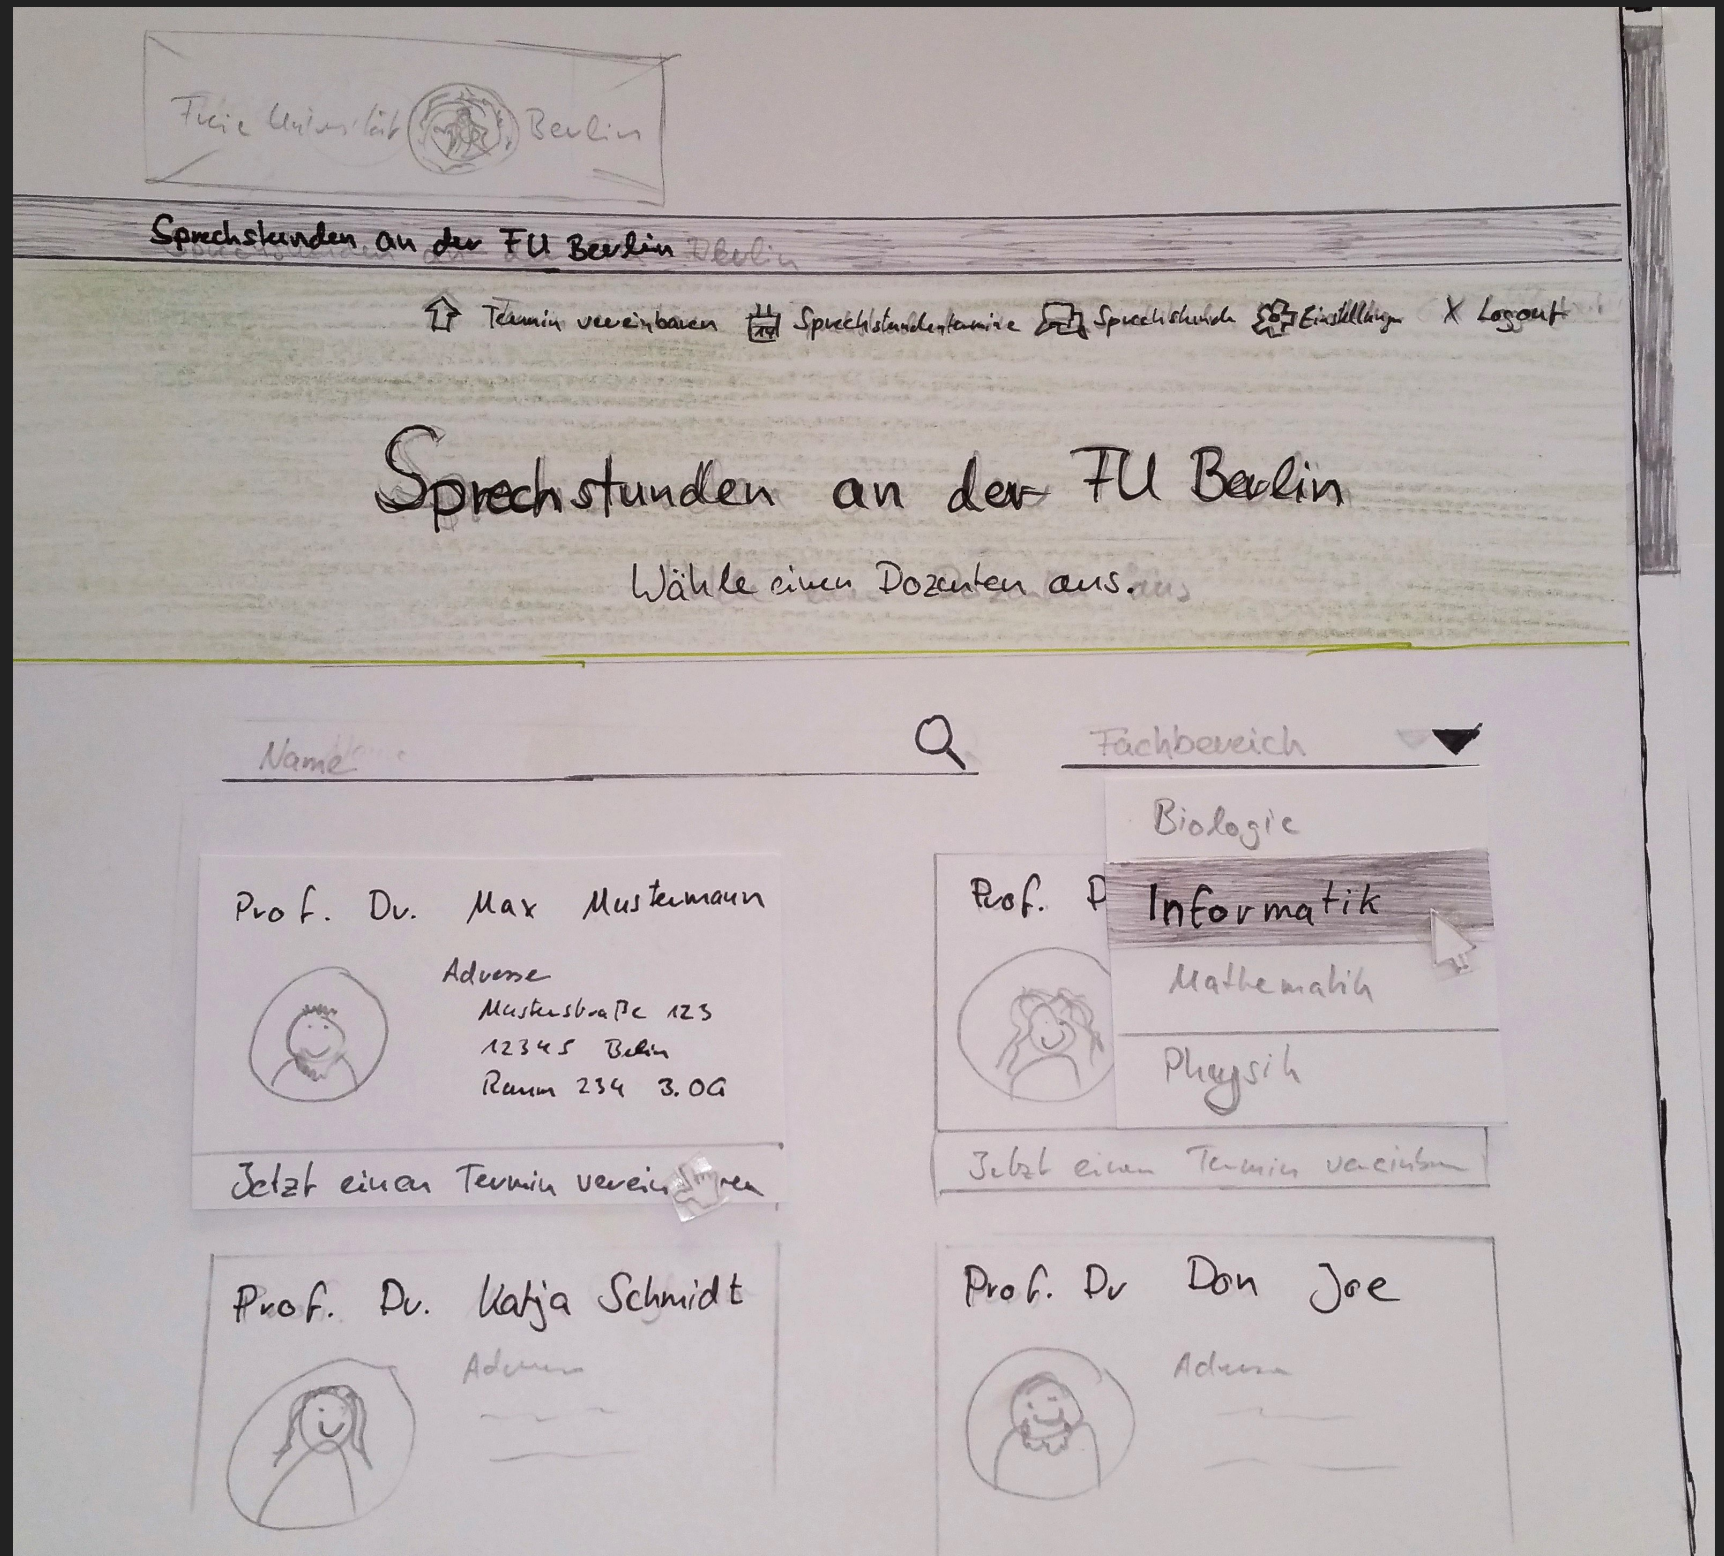 Freie Universität Berlin
Sprechstunden an der FU Berlin
Termin vereinbaren Sprechstundentermine Sprechstunde Einstellungen X Logout
Sprechstunden an der FU Berlin
Wähle einen Dozenten aus.
Name
Fachbereich
Biologie
Informatik
Mathematik
Physik
Prof. Dr. Max Mustermann
Adresse
Musterstraße 123
12345 Berlin
Raum 234 3.OG
Jetzt einen Termin vereinbaren
Prof. D
Jetzt einen Termin vereinbaren
Prof. Dr. Katja Schmidt
Adresse
Prof. Dr Don Joe
Adresse